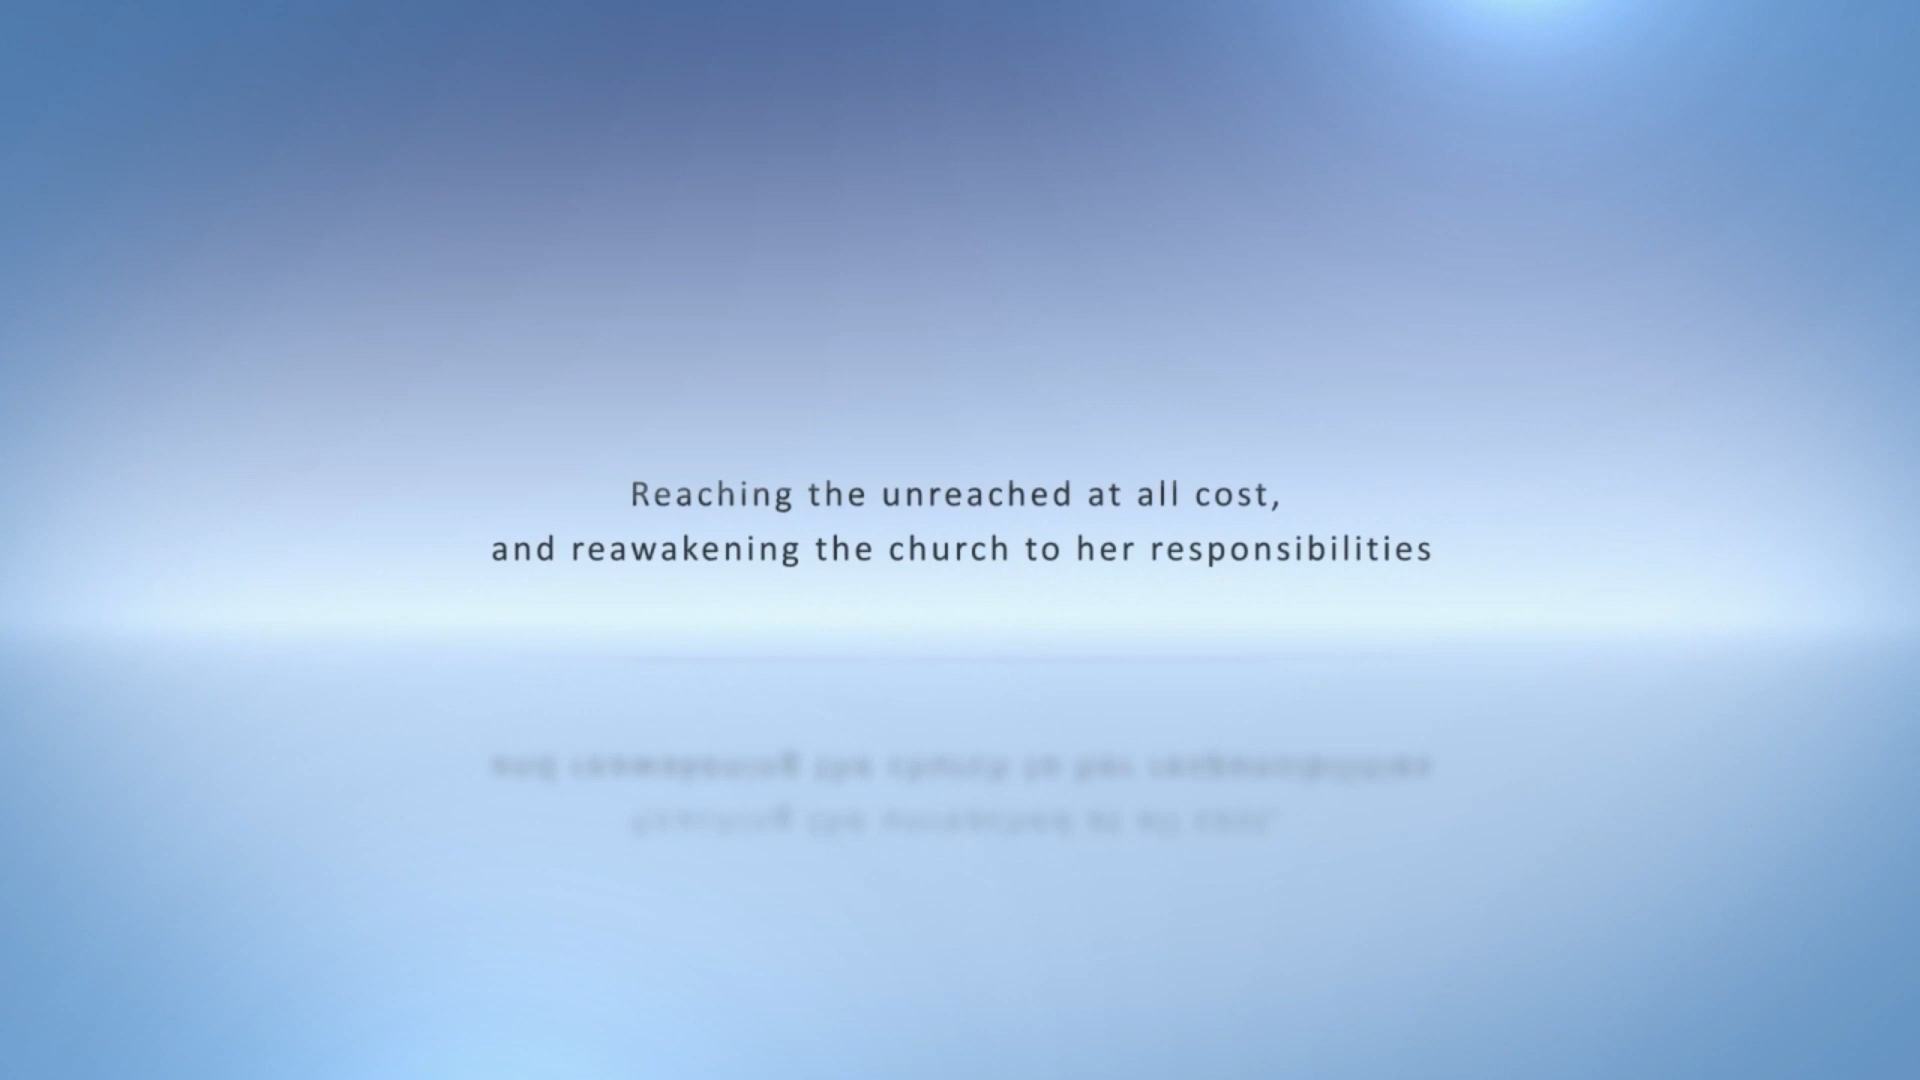 Reaching the unreached at all cost,
and reawakening the church to her responsibilities